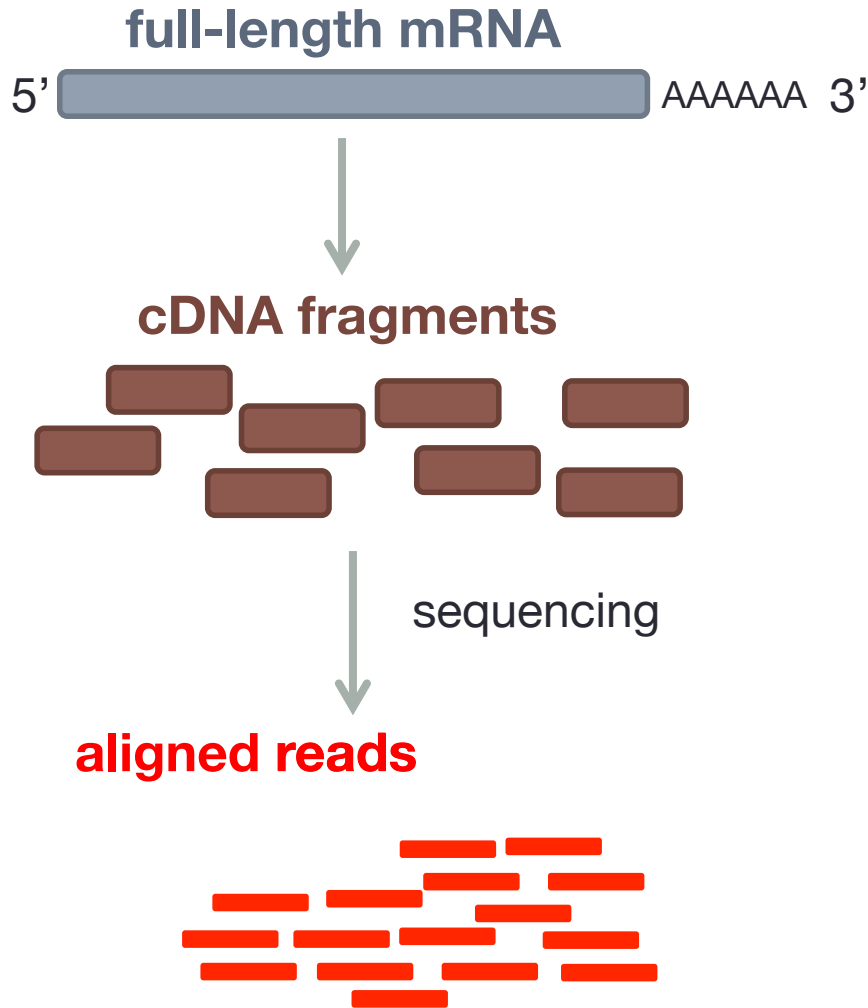 full-length mRNA
5’ AAAAAA 3’
cDNA fragments
sequencing
aligned reads